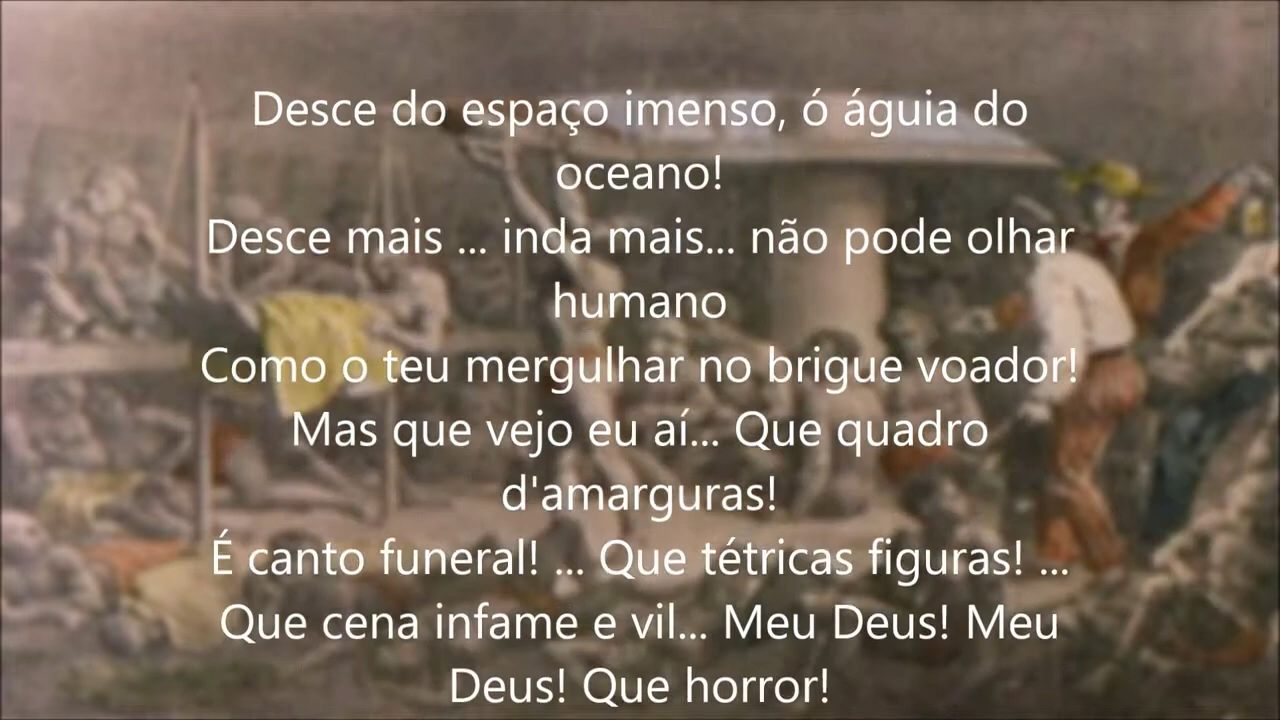 Desce do espaço imenso, ó águia do
oceano!
Desce mais ... inda mais... não pode olhar
humano
Como o teu mergulhar no brigue voador!
Mas que vejo eu aí... Que quadro
d'amarguras!
É canto funeral! ... Que tétricas figuras! ...
Que cena infame e vil... Meu Deus! Meu
Deus! Que horror!